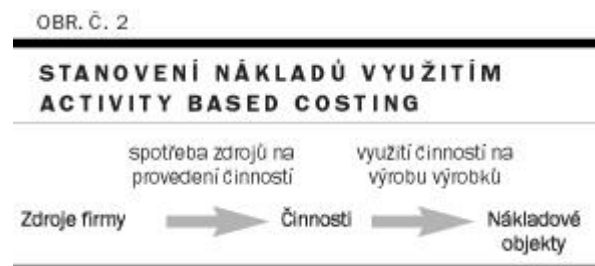 OBR. Č. 2
STANOVENÍ NÁKLADŮ VYUŽITÍM
ACTIVITY BASED COSTING
spotřeba zdrojů na
provedení činností
využití činností na
výrobu výrobků
Zdroje firmy
Činnosti
Nákladové
objekty